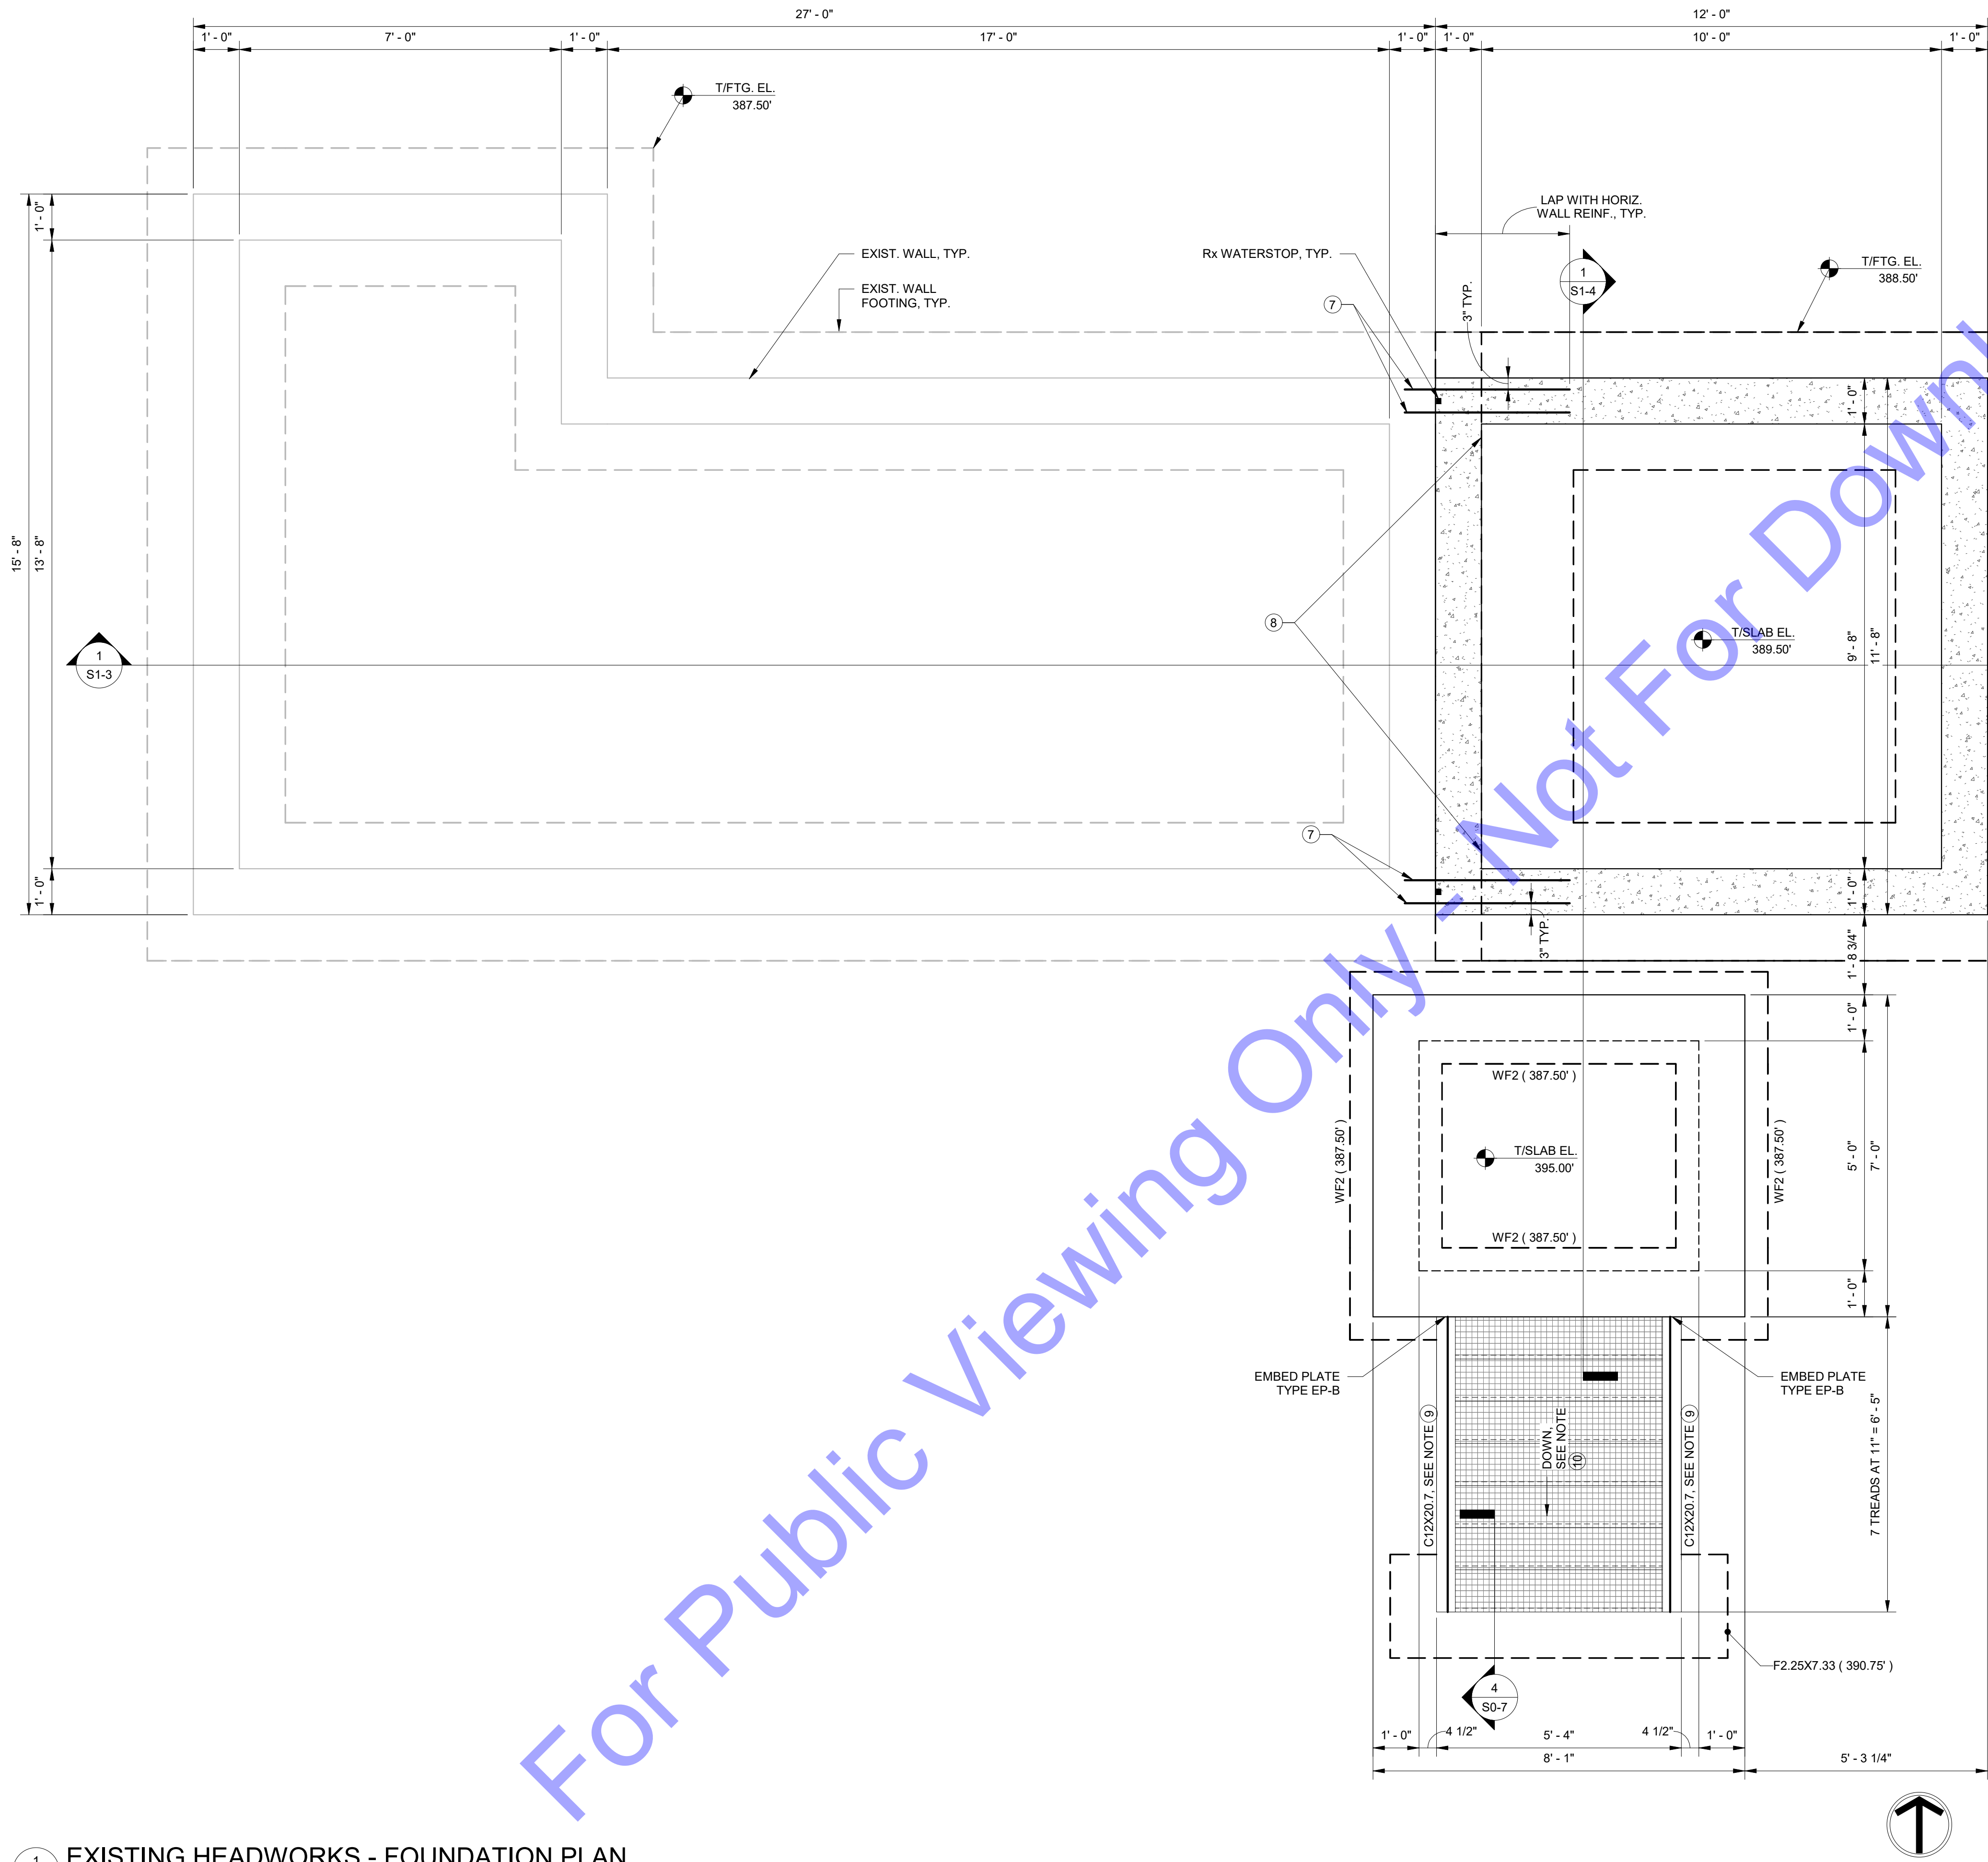 27' - 0"
12' - 0"
1' - 0"
7' - 0"
1' - 0"
17' - 0"
1' - 0"
1' - 0"
10' - 0"
1' - 0"
T/FTG. EL.
387.50'
LAP WITH HORIZ.
WALL REINF., TYP.
1' - 0"
EXIST. WALL, TYP.
Rx WATERSTOP, TYP.
T/FTG. EL.
388.50'
1
S1-4
EXIST. WALL
FOOTING, TYP.
7
3" TYP.
1' - 0"
15' - 8"
13' - 8"
8
T/SLAB EL.
389.50'
9' - 8"
11' - 8"
1
S1-3
7
1' - 0"
1' - 0"
3" TYP.
1' - 8 3/4"
1' - 0"
WF2 ( 387.50' )
WF2 ( 387.50' )
WF2 ( 387.50' )
T/SLAB EL.
395.00'
5' - 0"
7' - 0"
WF2 ( 387.50' )
1' - 0"
EMBED PLATE
TYPE EP-B
EMBED PLATE
TYPE EP-B
C12X20.7, SEE NOTE 9
DOWN,
SEE NOTE
10
C12X20.7, SEE NOTE 9
7 TREADS AT 11" = 6' - 5"
F2.25X7.33 ( 390.75' )
4
S0-7
1' - 0"
4 1/2"
5' - 4"
4 1/2"
1' - 0"
8' - 1"
5' - 3 1/4"
1
EXISTING HEADWORKS - FOUNDATION PLAN
For Public Viewing Only - Not For Downl